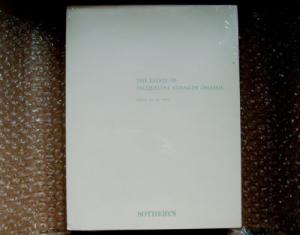 THE ESTATE OF
JACQUELINE KENNEDY ONASSIS
SOTHEBY'S